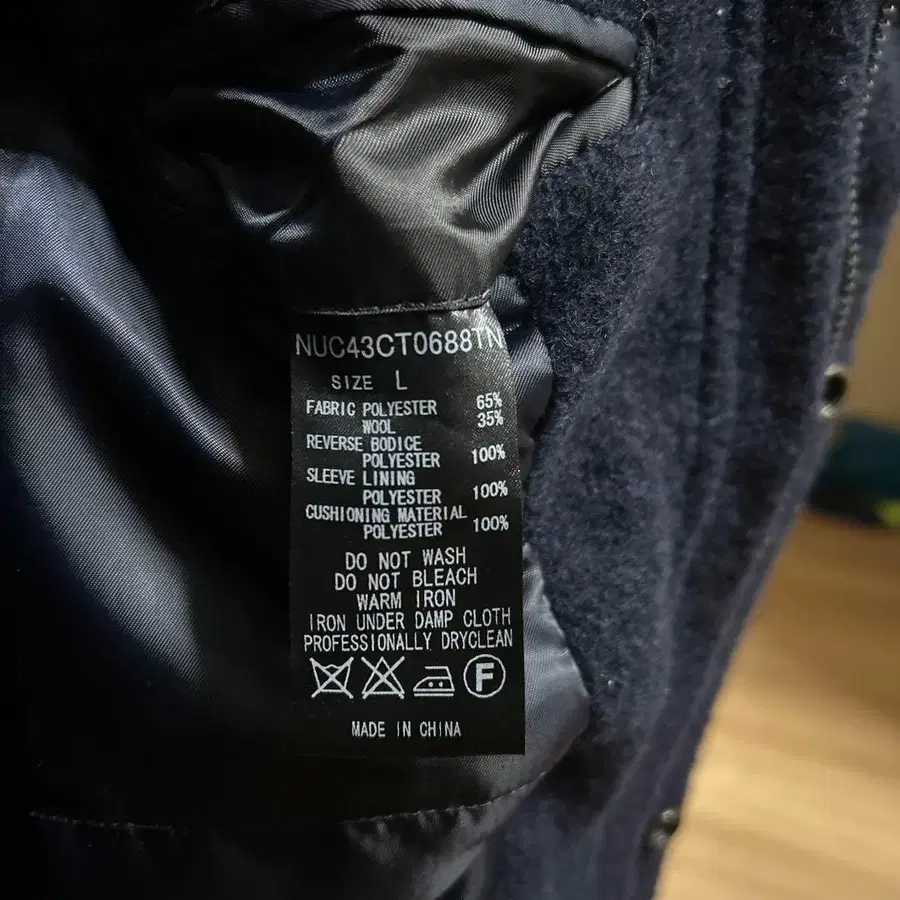 NUC43CT0688TN
SIZE L
FABRIC POLYESTER 65%
WOOL 35%
REVERSE BODICE
POLYESTER 100%
SLEEVE LINING
POLYESTER 100%
CUSHIONING MATERIAL
POLYESTER 100%
DO NOT WASH
DO NOT BLEACH
WARM IRON
IRON UNDER DAMP CLOTH
PROFESSIONALLY DRYCLEAN
F
MADE IN CHINA